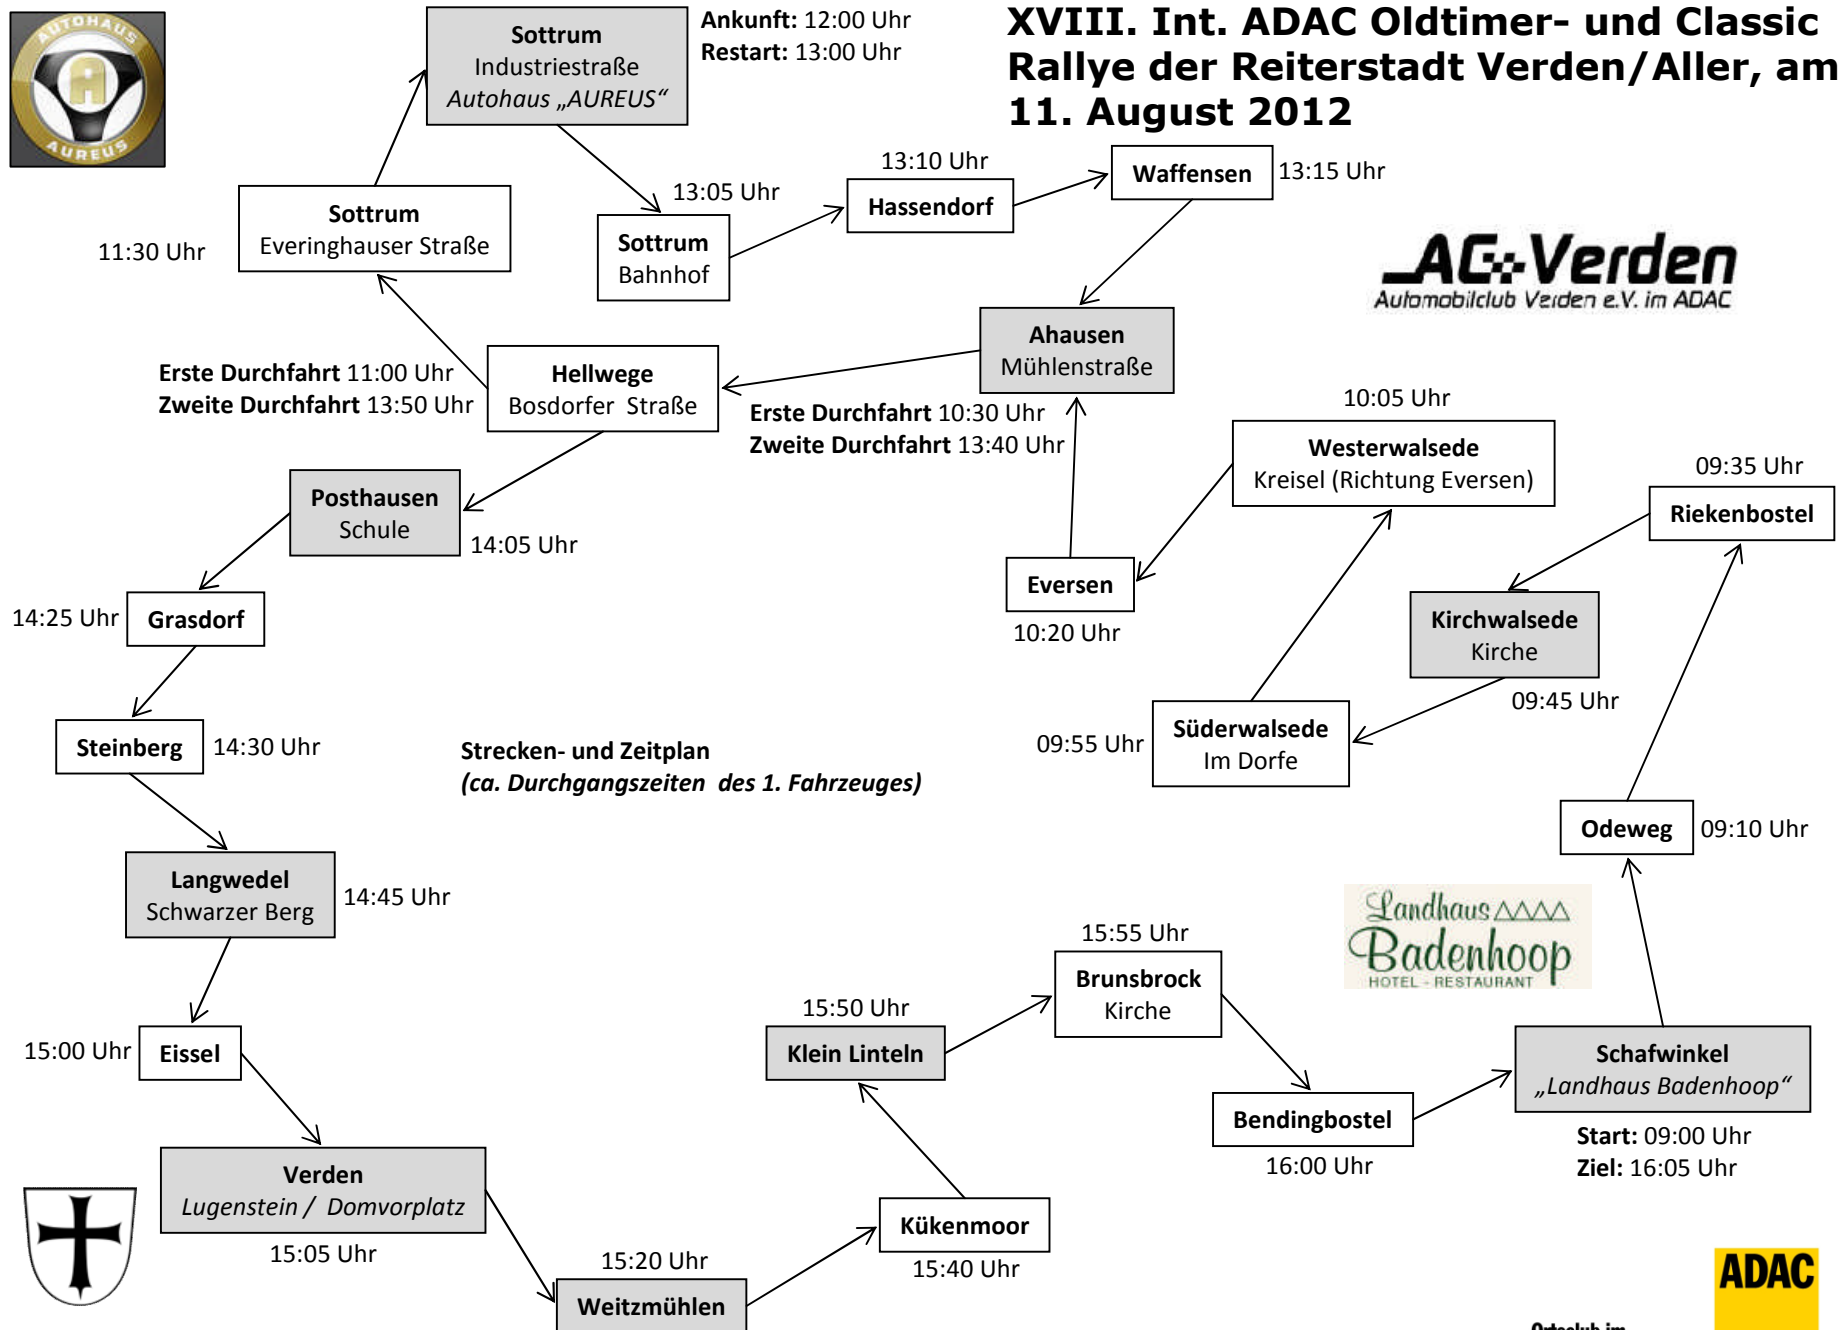 AUTOHAUS
A
AUREUS
Sottrum
Industriestraße
Autohaus „AUREUS“
Ankunft: 12:00 Uhr
Restart: 13:00 Uhr
XVIII. Int. ADAC Oldtimer- und Classic
Rallye der Reiterstadt Verden/Aller, am
11. August 2012
Sottrum
Everinghauser Straße
11:30 Uhr
13:05 Uhr
Sottrum
Bahnhof
13:10 Uhr
Hassendorf
Waffensen
13:15 Uhr
AC Verden
Automobilclub Verden e.V. im ADAC
Ahausen
Mühlenstraße
Erste Durchfahrt 10:30 Uhr
Zweite Durchfahrt 13:40 Uhr
Hellwege
Bosdorfer Straße
Erste Durchfahrt 11:00 Uhr
Zweite Durchfahrt 13:50 Uhr
10:05 Uhr
Westerwalsede
Kreisel (Richtung Eversen)
09:35 Uhr
Riekenbostel
Posthausen
Schule
14:05 Uhr
Eversen
10:20 Uhr
Kirchwalsede
Kirche
09:45 Uhr
14:25 Uhr
Grasdorf
Steinberg
14:30 Uhr
Strecken- und Zeitplan
(ca. Durchgangszeiten des 1. Fahrzeuges)
09:55 Uhr
Süderwalsede
Im Dorfe
Odeweg
09:10 Uhr
Langwedel
Schwarzer Berg
14:45 Uhr
Landhaus
Badenhoop
HOTEL - RESTAURANT
15:55 Uhr
Brunsbrock
Kirche
15:50 Uhr
Klein Linteln
15:00 Uhr
Eissel
Schafwinkel
„Landhaus Badenhoop“
Start: 09:00 Uhr
Ziel: 16:05 Uhr
Bendingbostel
16:00 Uhr
Verden
Lugenstein / Domvorplatz
15:05 Uhr
Kükenmoor
15:40 Uhr
15:20 Uhr
Weitzmühlen
ADAC
Ortsclub im